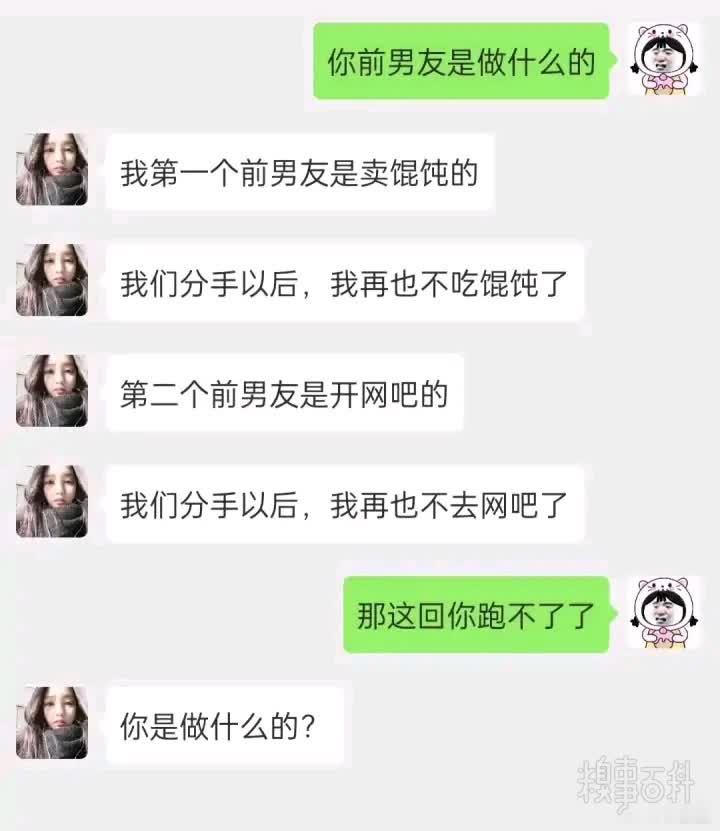 你前男友是做什么的
我第一个前男友是卖馄饨的
我们分手以后，我再也不吃馄饨了
第二个前男友是开网吧的
我们分手以后，我再也不去网吧了
那这回你跑不了了
你是做什么的？
糗事百科